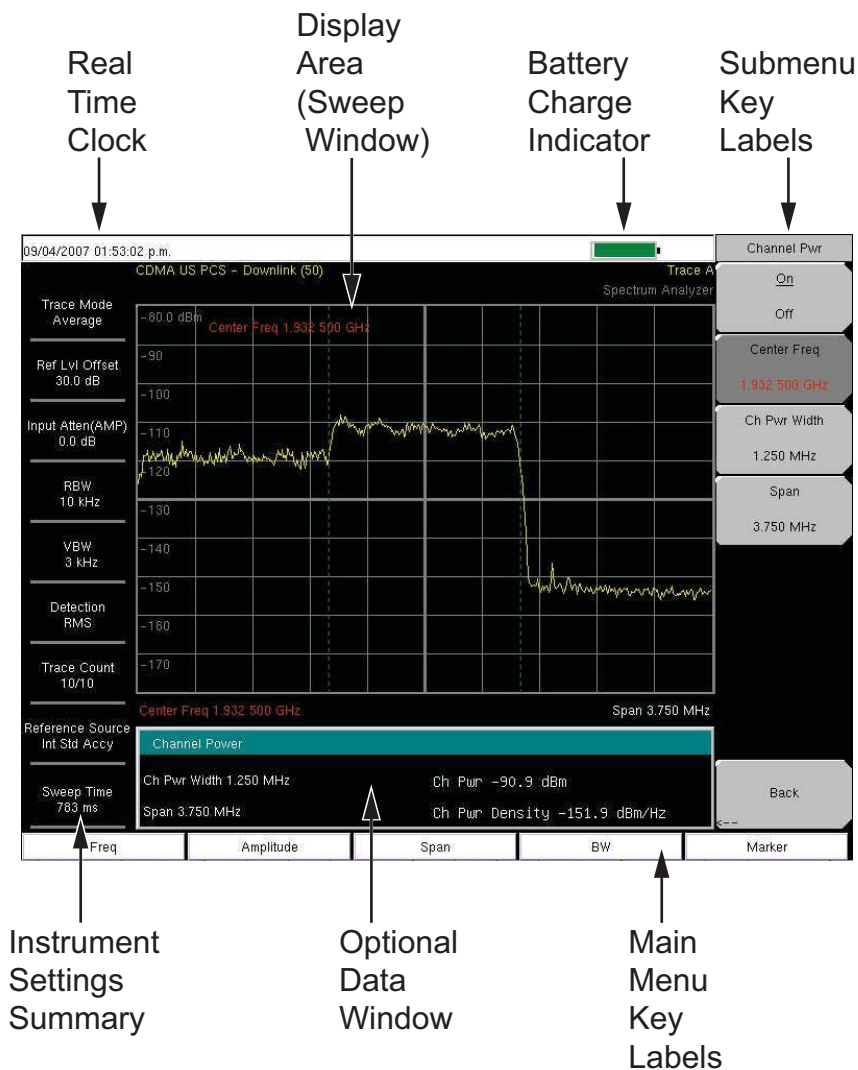 Real
Time
Clock
Display
Area
(Sweep
Window)
Battery
Charge
Indicator
Submenu
Key
Labels
09/04/2007 01:53:02 p.m.
CDMA US PCS - Downlink (50)
Trace A
Spectrum Analyzer
Trace Mode
Average
Ref Lvl Offset
30.0 dB
Input Atten(AMP)
0.0 dB
RBW
10 kHz
VBW
3 kHz
Detection
RMS
Trace Count
10/10
Reference Source
Int Std Accy
Sweep Time
783 ms
-80.0 dBm
Center Freq 1.932 500 GHz
-90
-100
-110
-120
-130
-140
-150
-160
-170
Center Freq 1.932 500 GHz
Span 3.750 MHz
Channel Power
Ch Pwr Width 1.250 MHz
Ch Pwr -90.9 dBm
Span 3.750 MHz
Ch Pwr Density -151.9 dBm/Hz
Channel Pwr
On
Off
Center Freq
1.932 500 GHz
Ch Pwr Width
1.250 MHz
Span
3.750 MHz
Back
<--
Freq
Amplitude
Span
BW
Marker
Instrument
Settings
Summary
Optional
Data
Window
Main
Menu
Key
Labels